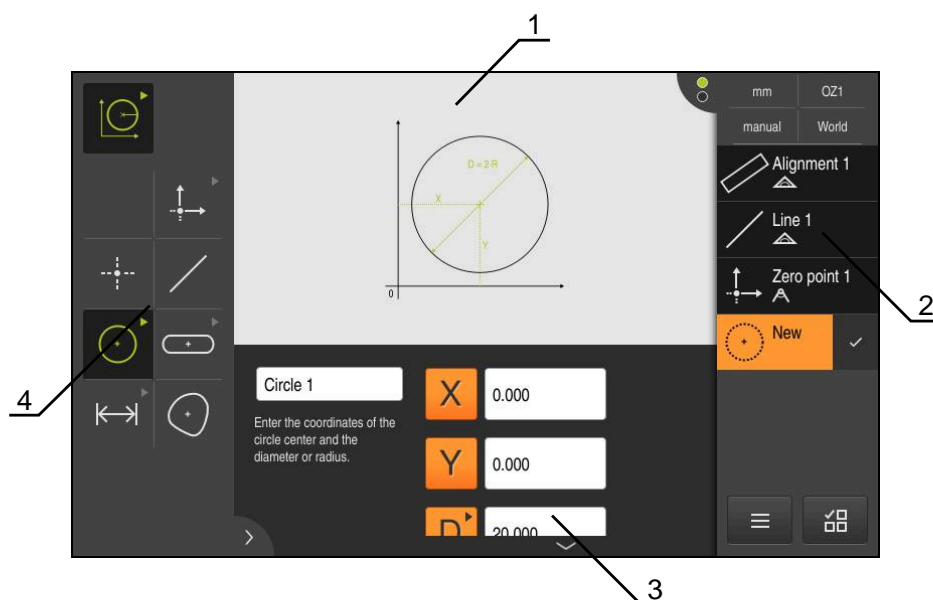 1
mm OZ1
manual World
D = 2·R
X
Y
0
Alignment 1
Line 1
Zero point 1
New
2
4
Circle 1
Enter the coordinates of the
circle center and the
diameter or radius.
X 0.000
Y 0.000
D 20.000
3